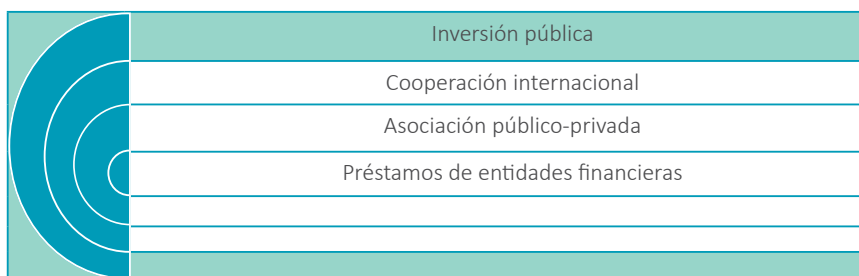 Inversión pública
Cooperación internacional
Asociación público-privada
Préstamos de entidades financieras